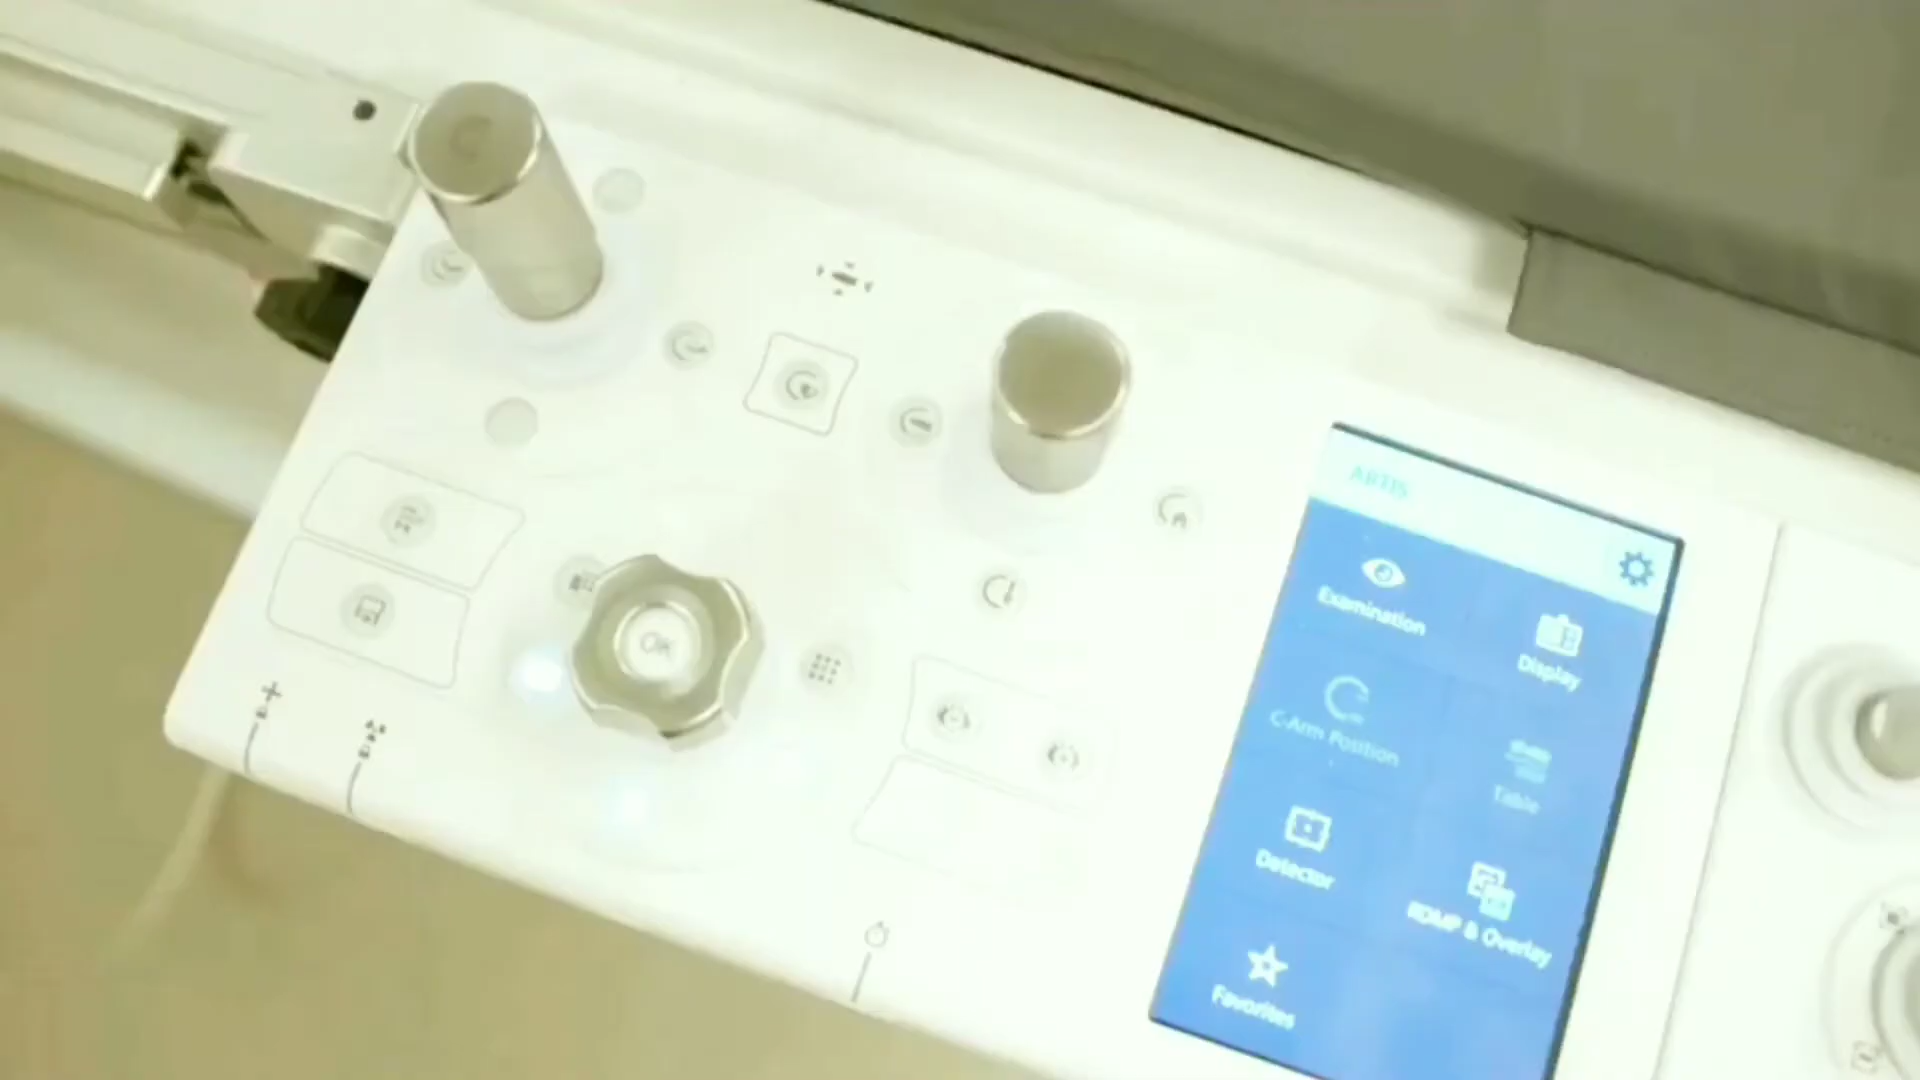 ARTIS
Examination
Display
C-Arm Position
Table
Detector
RDMP & Overlay
Favorites
OK